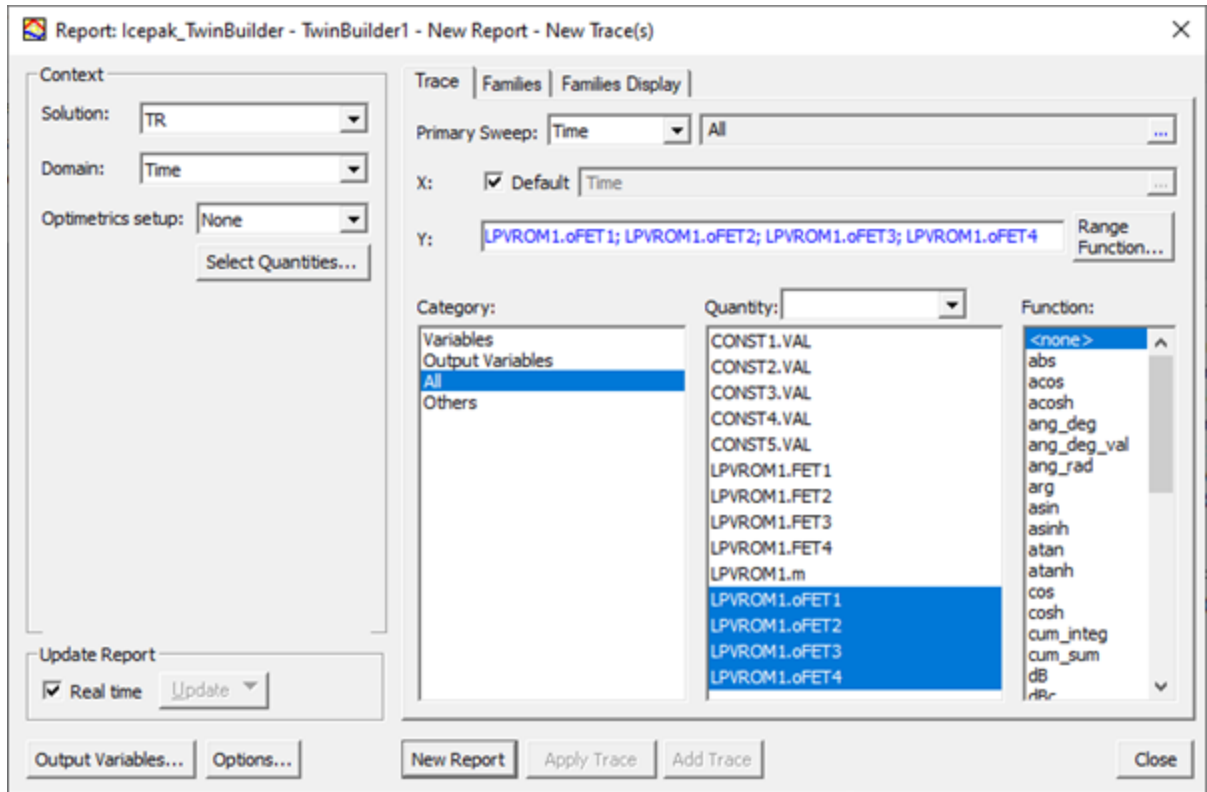 Report: Icepak_TwinBuilder - TwinBuilder1 - New Report - New Trace(s)
Context
Solution: TR
Domain: Time
Optimetrics setup: None
Select Quantities...
Update Report
Real time Update
Output Variables... Options...
Trace Families Families Display
Primary Sweep: Time All ...
X: Default Time ...
Y: LPVROM1.oFET1; LPVROM1.oFET2; LPVROM1.oFET3; LPVROM1.oFET4 Range Function...
Category:
Variables
Output Variables
All
Others
Quantity:
CONST1.VAL
CONST2.VAL
CONST3.VAL
CONST4.VAL
CONST5.VAL
LPVROM1.FET1
LPVROM1.FET2
LPVROM1.FET3
LPVROM1.FET4
LPVROM1.m
LPVROM1.oFET1
LPVROM1.oFET2
LPVROM1.oFET3
LPVROM1.oFET4
Function:
<none>
abs
acos
acosh
ang_deg
ang_deg_val
ang_rad
arg
asin
asinh
atan
atanh
cos
cosh
cum_integ
cum_sum
dB
dBc
New Report Apply Trace Add Trace Close